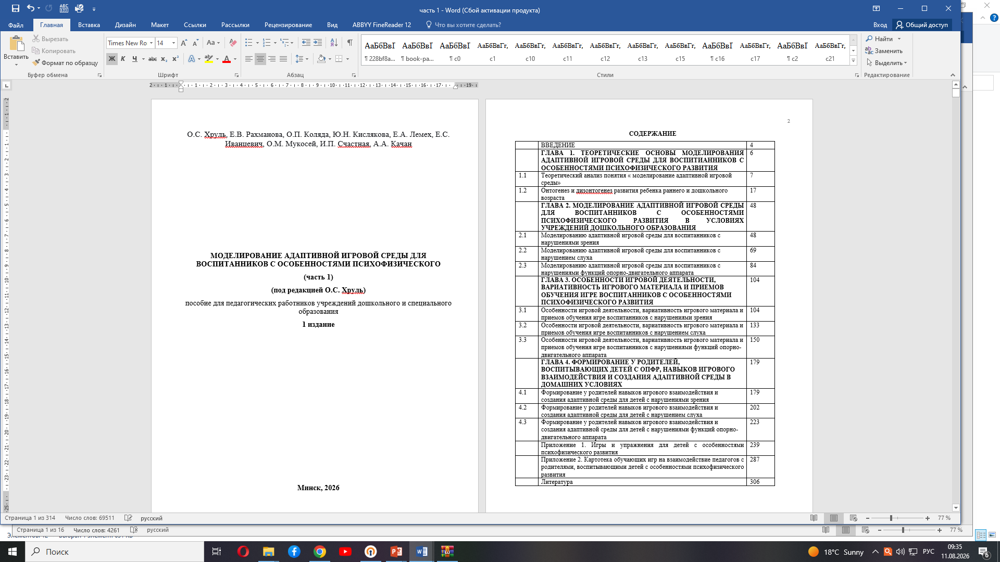 часть 1 - Word (Сбой активации продукта)
Файл Главная Вставка Дизайн Макет Ссылки Рассылки Рецензирование Вид ABBYY FineReader 12 Что вы хотите сделать? Вход Общий доступ
Вставить
Вырезать
Копировать
Формат по образцу
Буфер обмена
Times New Ro 14
Ж К Ч abc x₂ x²
Шрифт
Абзац
АаБбВвІ АаБбВвІ АаБбВвІ АаБбВвГг, АаБбВвГг, АаБбВвГг, АаБбВвГг, АаБбВвГг, АаБбВвГг, АаБбВвІ АаБбВвГг, АаБбВвІ АаБбВвГг,
¶ 228bf8a... ¶ book-pa... ¶ c0 c1 c10 c11 c12 c13 c15 ¶ c16 c17 ¶ c2 c21
Стили
Найти
Заменить
Выделить
Редактирование
О.С. Хруль, Е.В. Рахманова, О.П. Коляда, Ю.Н. Кислякова, Е.А. Лемех, Е.С.
Иванцевич, О.М. Мукосей, И.П. Счастная, А.А. Качан
МОДЕЛИРОВАНИЕ АДАПТИВНОЙ ИГРОВОЙ СРЕДЫ ДЛЯ
ВОСПИТАННИКОВ С ОСОБЕННОСТЯМИ ПСИХОФИЗИЧЕСКОГО
(часть 1)
(под редакцией О.С. Хруль)
пособие для педагогических работников учреждений дошкольного и специального
образования
1 издание
Минск, 2026
2
СОДЕРЖАНИЕ
ВВЕДЕНИЕ 4
ГЛАВА 1. ТЕОРЕТИЧЕСКИЕ ОСНОВЫ МОДЕЛИРОВАНИЯ 6
АДАПТИВНОЙ ИГРОВОЙ СРЕДЫ ДЛЯ ВОСПИТИАННИКОВ С
ОСОБЕННОСТЯМИ ПСИХОФИЗИЧЕСКОГО РАЗВИТИЯ
1.1 Теоретический анализ понятия « моделирование адаптивной игровой 7
среды»
1.2 Онтогенез и дизонтогенез развития ребенка раннего и дошкольного 17
возраста
ГЛАВА 2. МОДЕЛИРОВАНИЕ АДАПТИВНОЙ ИГРОВОЙ СРЕДЫ 48
ДЛЯ ВОСПИТАННИКОВ С ОСОБЕННОСТЯМИ
ПСИХОФИЗИЧЕСКОГО РАЗВИТИЯ В УСЛОВИЯХ
УЧРЕЖДЕНИЙ ДОШКОЛЬНОГО ОБРАЗОВАНИЯ
2.1 Моделированию адаптивной игровой среды для воспитанников с 48
нарушениями зрения
2.2 Моделированию адаптивной игровой среды для воспитанников с 69
нарушением слуха
2.3 Моделированию адаптивной игровой среды для воспитанников с 84
нарушениями функций опорно-двигательного аппарата
ГЛАВА 3. ОСОБЕННОСТИ ИГРОВОЙ ДЕЯТЕЛЬНОСТИ, 104
ВАРИАТИВНОСТЬ ИГРОВОГО МАТЕРИАЛА И ПРИЕМОВ
ОБУЧЕНИЯ ИГРЕ ВОСПИТАННИКОВ С ОСОБЕННОСТЯМИ
ПСИХОФИЗИЧЕСКОГО РАЗВИТИЯ
3.1 Особенности игровой деятельности, вариативность игрового материала и 104
приемов обучения игре воспитанников с нарушениями зрения
3.2 Особенности игровой деятельности, вариативность игрового материала и 133
приемов обучения игре воспитанников с нарушением слуха
3.3 Особенности игровой деятельности, вариативность игрового материала и 150
приемов обучения игре воспитанников с нарушениями функций опорно-
двигательного аппарата
ГЛАВА 4. ФОРМИРОВАНИЕ У РОДИТЕЛЕЙ, 179
ВОСПИТЫВАЮЩИХ ДЕТЕЙ С ОПФР, НАВЫКОВ ИГРОВОГО
ВЗАИМОДЕЙСТВИЯ И СОЗДАНИЯ АДАПТИВНОЙ СРЕДЫ В
ДОМАШНИХ УСЛОВИЯХ
4.1 Формирование у родителей навыков игрового взаимодействия и 179
создания адаптивной среды для детей с нарушениями зрения
4.2 Формирование у родителей навыков игрового взаимодействия и 202
создания адаптивной среды для детей с нарушением слуха
4.3 Формирование у родителей навыков игрового взаимодействия и 223
создания адаптивной среды для детей с нарушениями функций опорно-
двигательного аппарата
Приложение 1. Игры и упражнения для детей с особенностями 239
психофизического развития
Приложение 2. Картотека обучающих игр на взаимодействие педагогов с 287
родителями, воспитывающими детей с особенностями психофизического
развития
Литература 306
Страница 1 из 314 Число слов: 69511 русский 77 %
Страница 1 из 16 Число слов: 4261 русский 77 %
Поиск
18°C Sunny РУС 09:35
11.08.2026
6